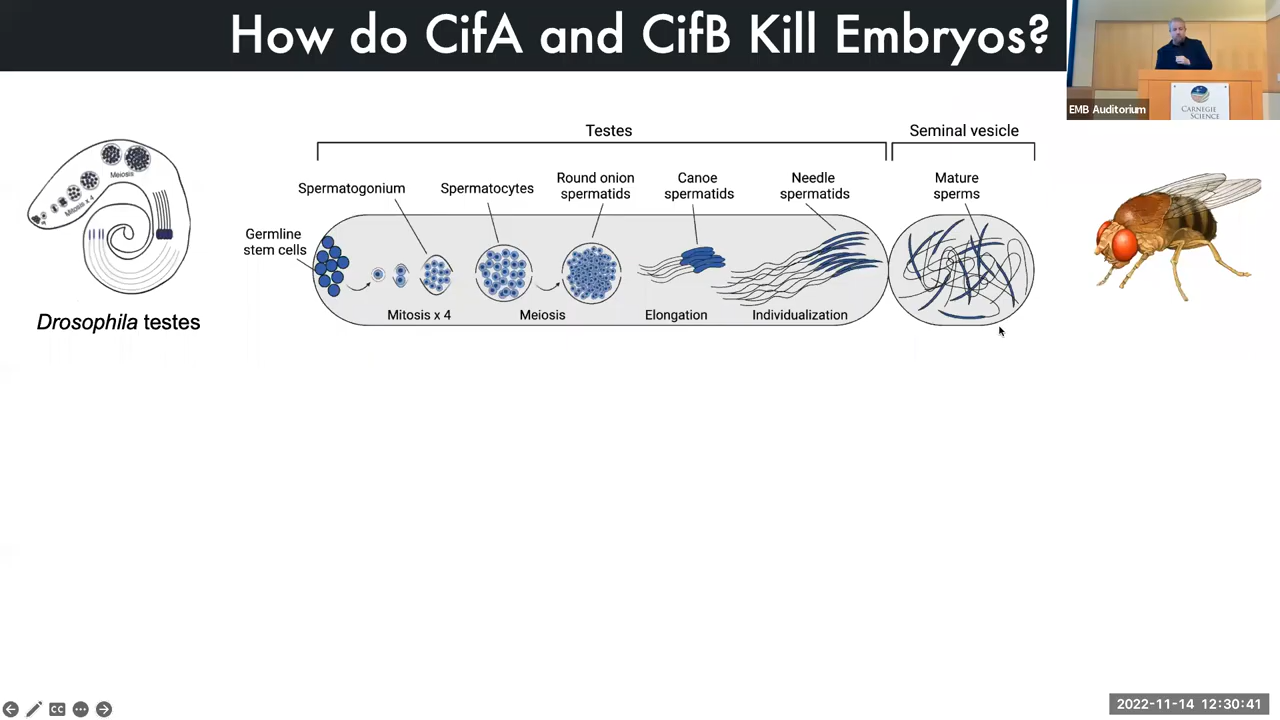 How do CifA and CifB Kill Embryos?
EMB Auditorium
CARNEGIE
SCIENCE
Testes
Seminal vesicle
Meiosis
Mitosis x 4
Spermatogonium
Spermatocytes
Round onion
spermatids
Canoe
spermatids
Needle
spermatids
Mature
sperms
Germline
stem cells
Mitosis x 4
Meiosis
Elongation
Individualization
Drosophila testes
CC
2022-11-14 12:30:41